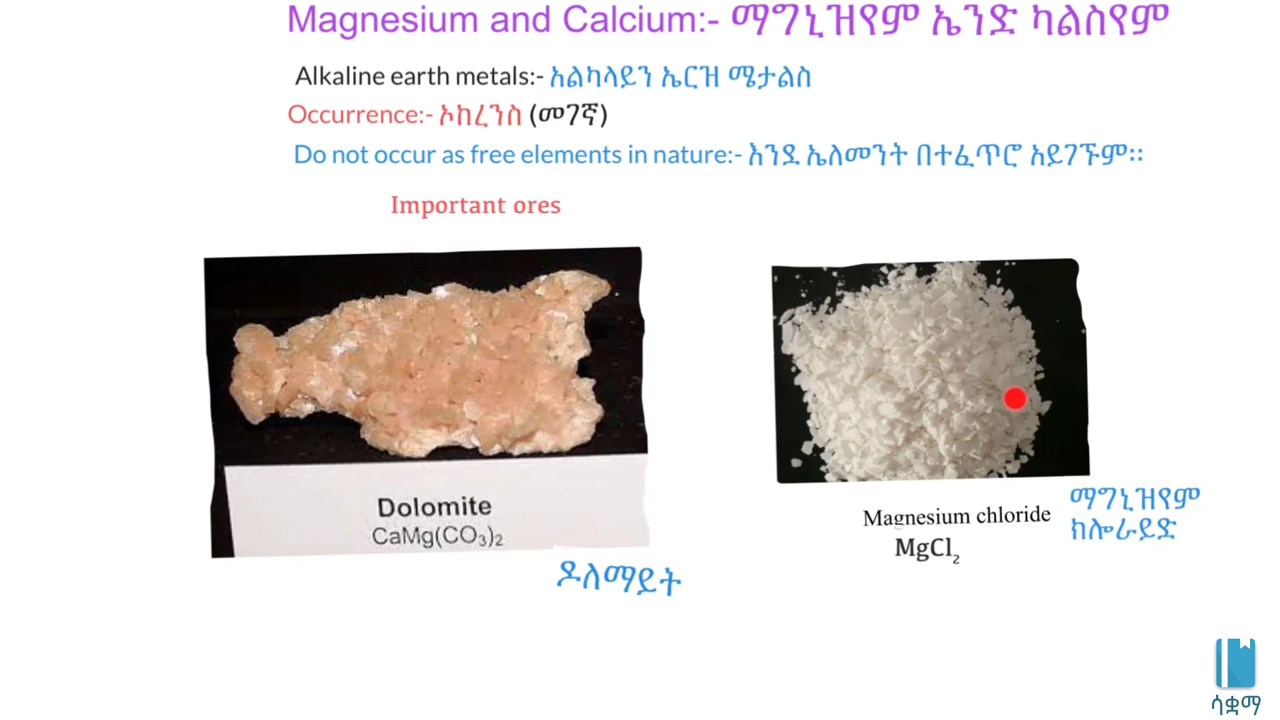 Magnesium and Calcium:- ማግኒዝየም ኤንድ ካልስየም
Alkaline earth metals:- አልካላይን ኤርዝ ሜታልስ
Occurrence:- ኦከረንስ (መገኛ)
Do not occur as free elements in nature:- እንደ ኤለመንት በተፈጥሮ አይገኙም፡፡
Important ores
Dolomite
CaMg(CO₃)₂
ዶለማይት
Magnesium chloride
MgCl₂
ማግኒዝየም
ክሎራይድ
ሳቋማ